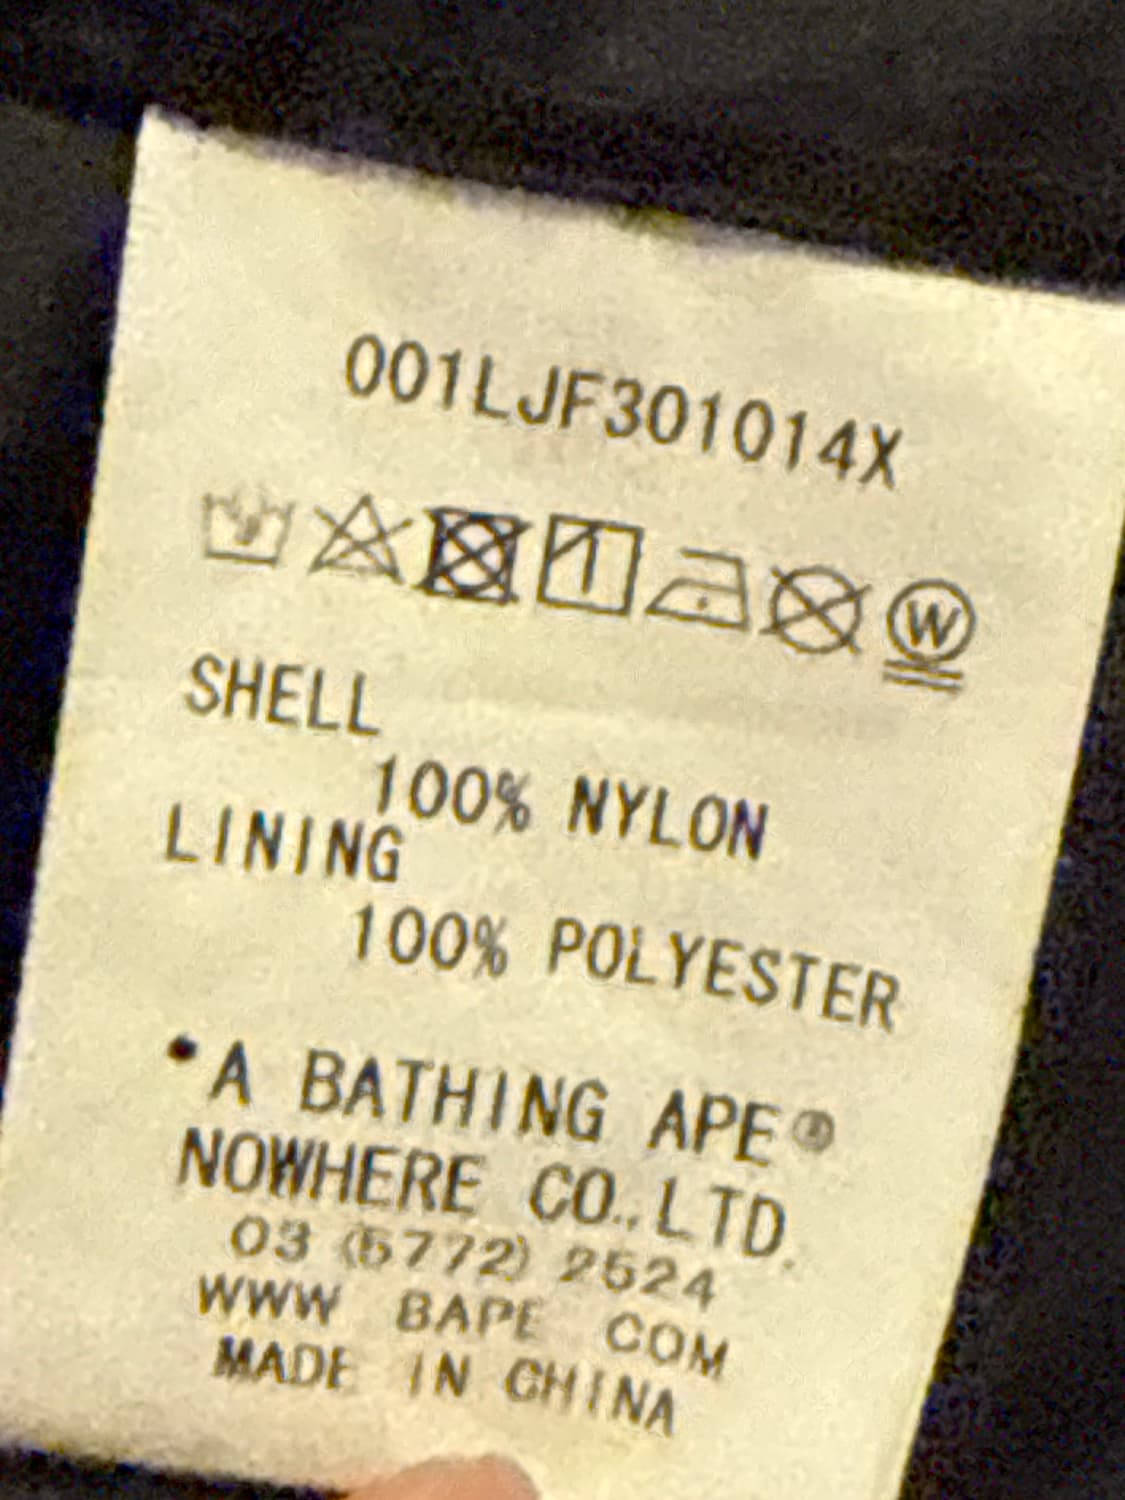 001LJF301014X
W
SHELL
100% NYLON
LINING
100% POLYESTER
•A BATHING APE®
NOWHERE CO.,LTD.
03 (5772) 2524
WWW BAPE COM
MADE IN CHINA